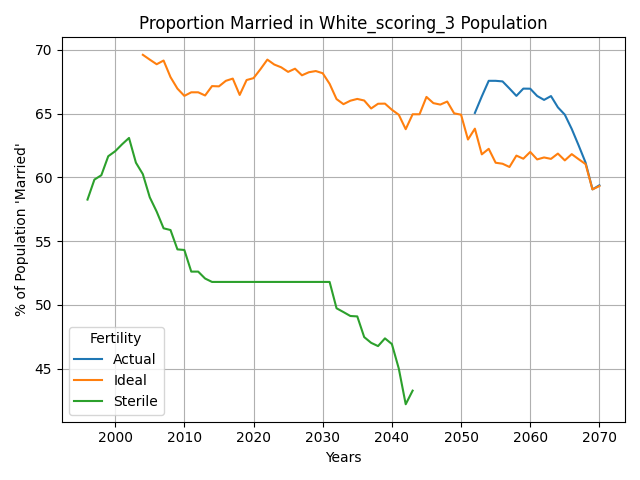 Proportion Married in White_scoring_3 Population
% of Population 'Married'
70
65
60
55
50
45
Fertility
Actual
Ideal
Sterile
2000 2010 2020 2030 2040 2050 2060 2070
Years